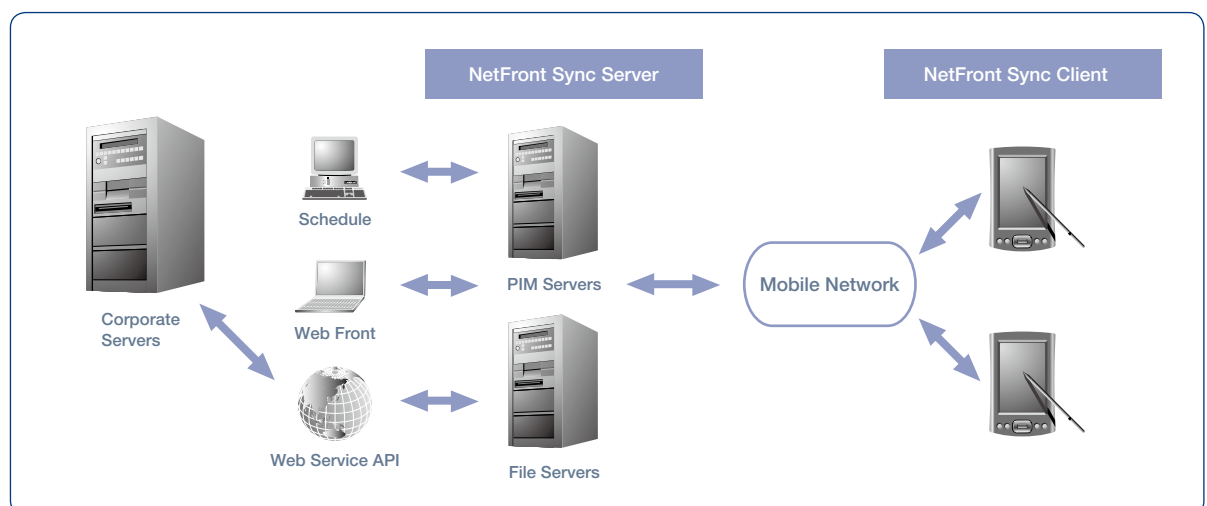 NetFront Sync Server
NetFront Sync Client
Schedule
Web Front
PIM Servers
Mobile Network
Corporate
Servers
Web Service API
File Servers